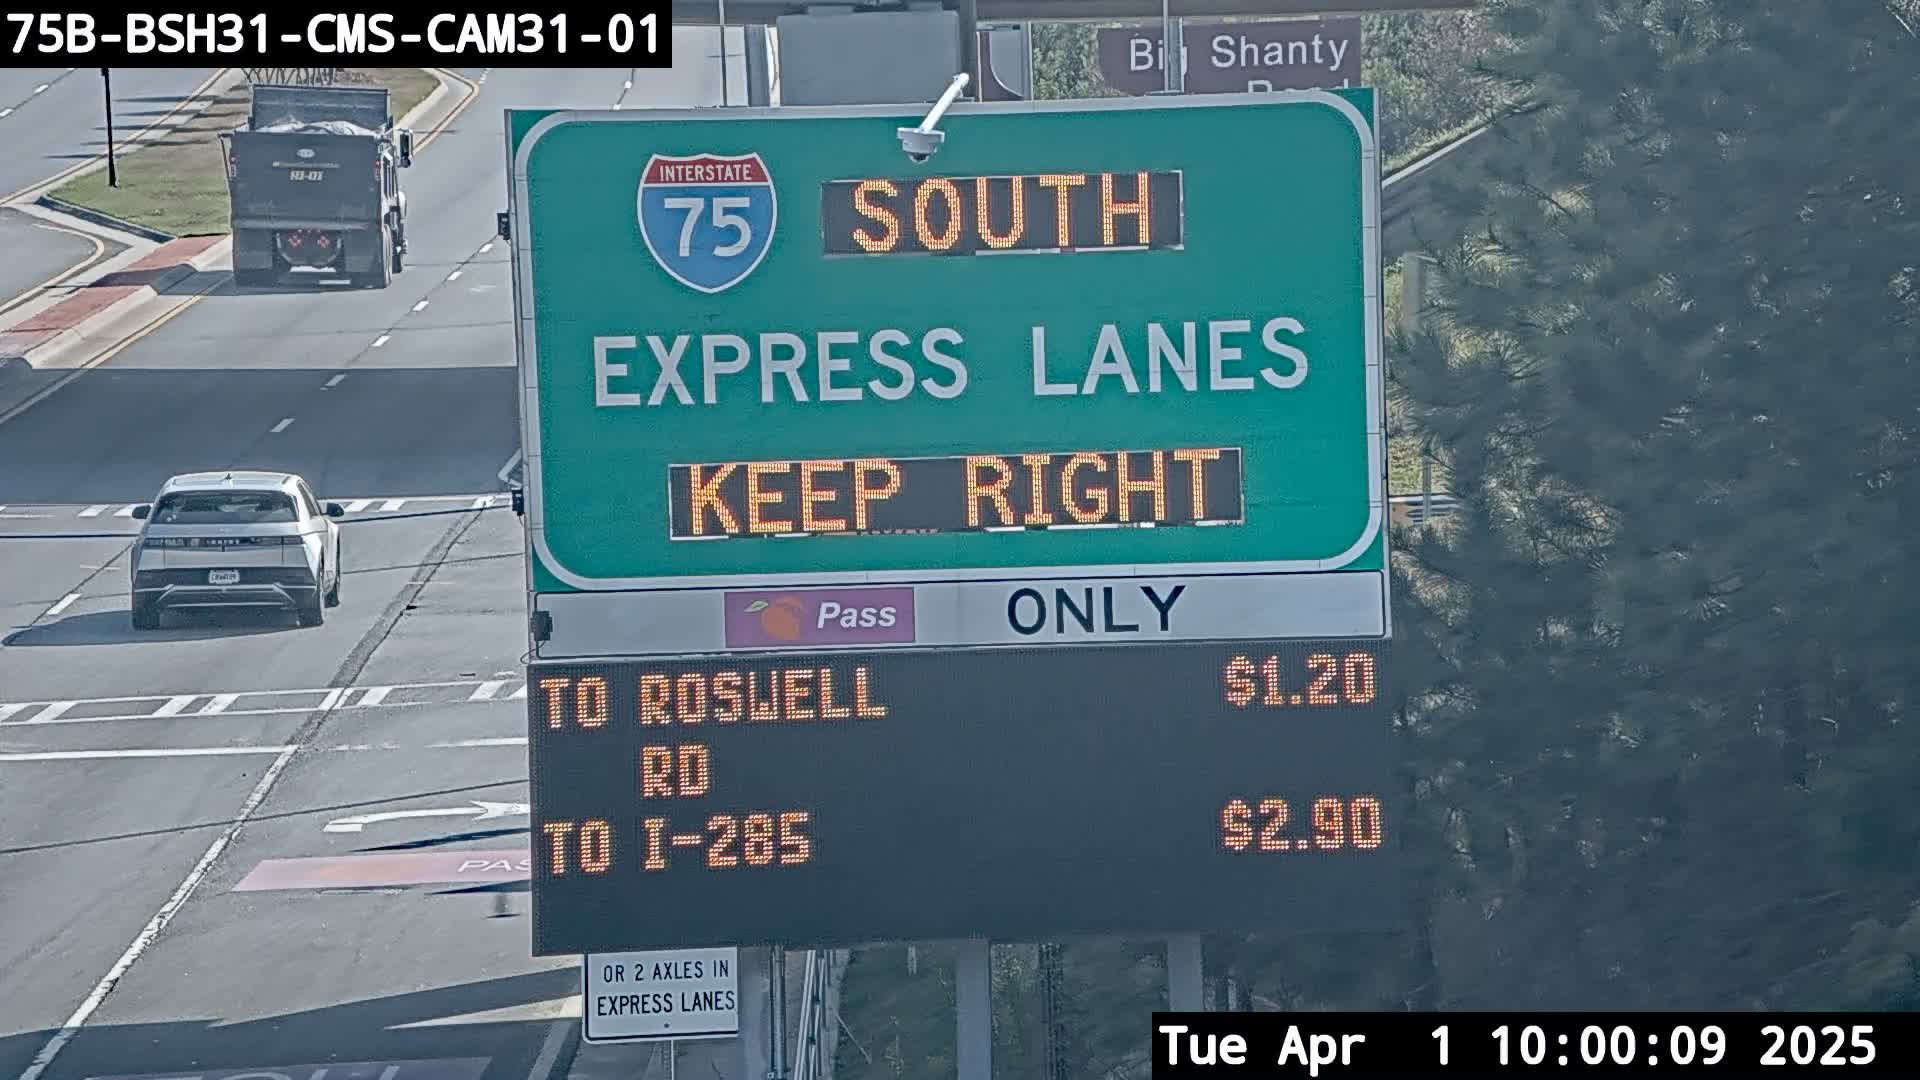 75B-BSH31-CMS-CAM31-01
Big Shanty
INTERSTATE
75
SOUTH
EXPRESS LANES
KEEP RIGHT
Pass ONLY
TO ROSWELL $1.20
RD
TO I-285 $2.90
PAS
OR 2 AXLES IN
EXPRESS LANES
Tue Apr 1 10:00:09 2025